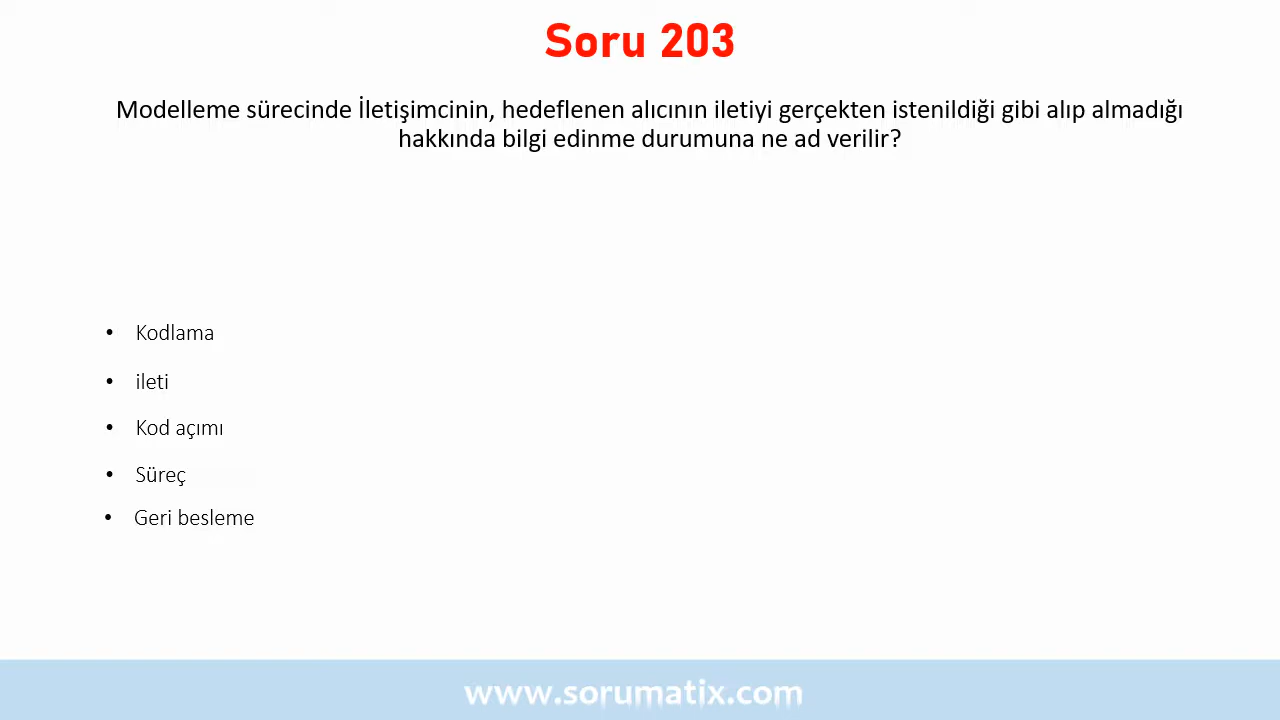 Soru 203
Modelleme sürecinde İletişimcinin, hedeflenen alıcının iletiyi gerçekten istenildiği gibi alıp almadığı
hakkında bilgi edinme durumuna ne ad verilir?
• Kodlama
• ileti
• Kod açımı
• Süreç
• Geri besleme
www.sorumatix.com